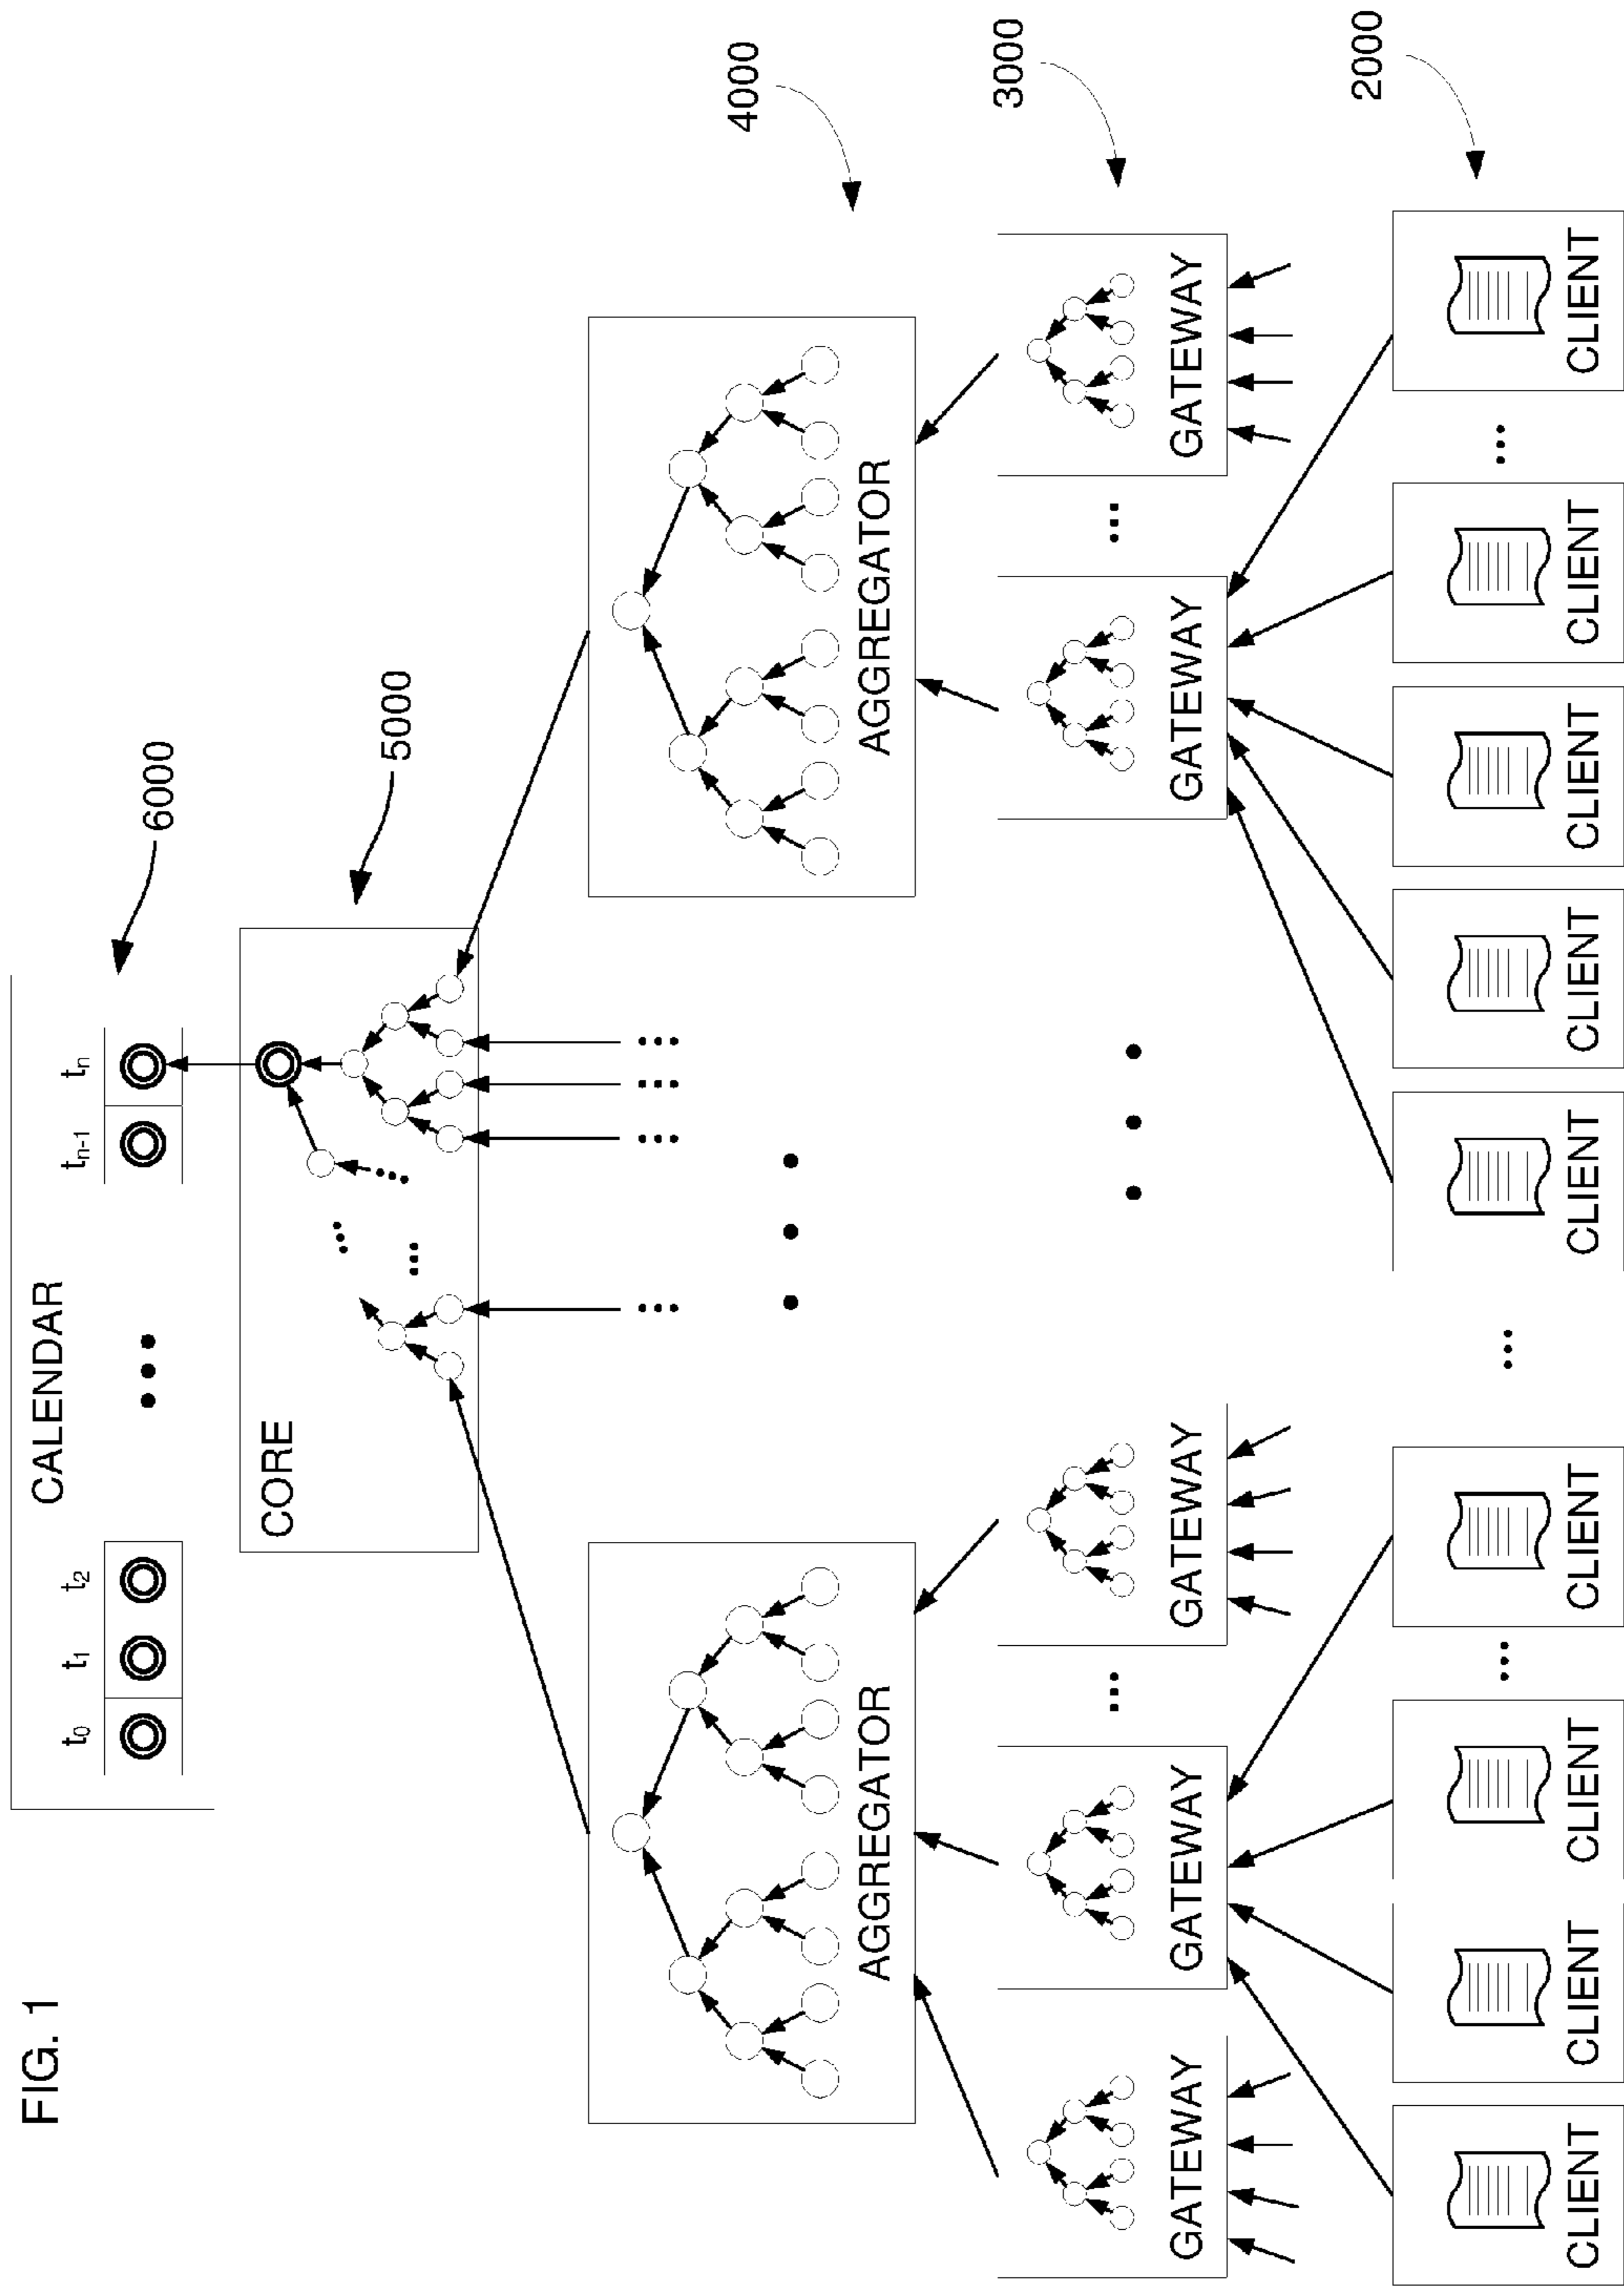 FIG. 1
CALENDAR
t0 t1 t2 tn-1 tn
6000
CORE
5000
4000
AGGREGATOR AGGREGATOR
3000
GATEWAY GATEWAY GATEWAY GATEWAY GATEWAY
2000
CLIENT CLIENT CLIENT CLIENT CLIENT CLIENT CLIENT CLIENT CLIENT